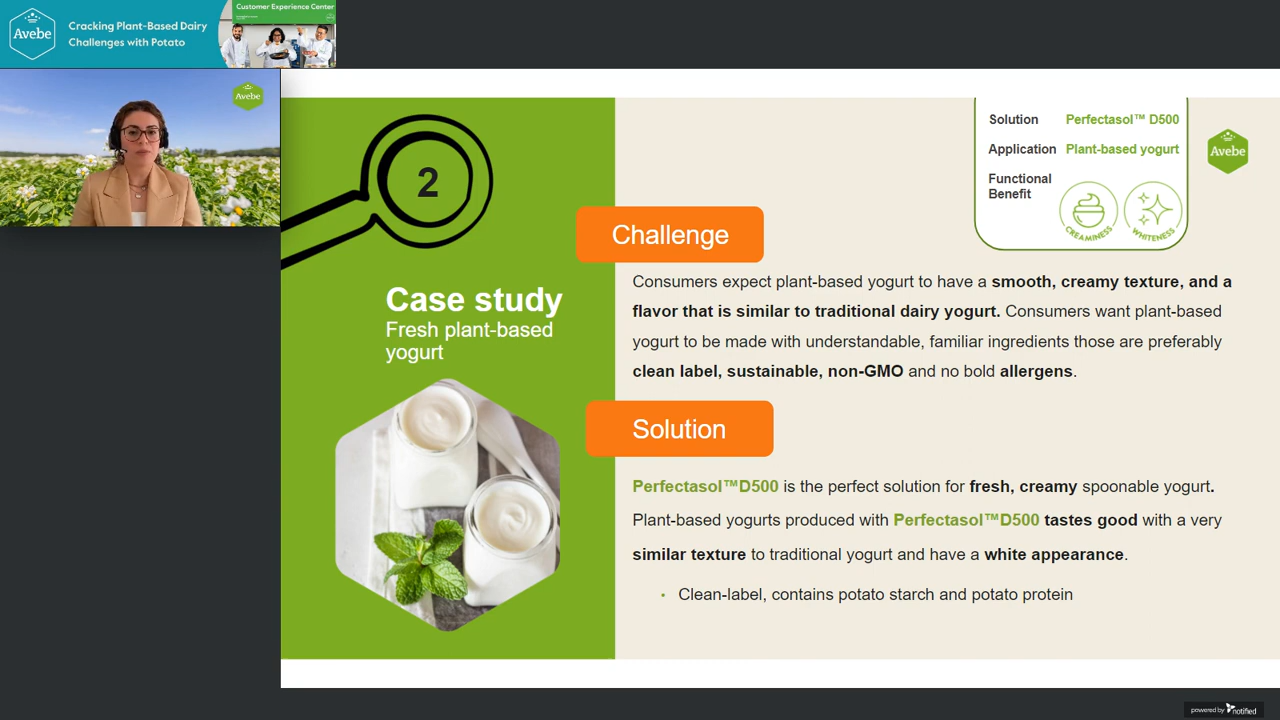 Avebe
Cracking Plant-Based Dairy
Challenges with Potato
Customer Experience Center
Avebe
2
Case study
Fresh plant-based
yogurt
Solution Perfectasol™ D500
Application Plant-based yogurt
Functional
Benefit
CREAMINESS
WHITENESS
Avebe
Challenge
Consumers expect plant-based yogurt to have a smooth, creamy texture, and a
flavor that is similar to traditional dairy yogurt. Consumers want plant-based
yogurt to be made with understandable, familiar ingredients those are preferably
clean label, sustainable, non-GMO and no bold allergens.
Solution
Perfectasol™D500 is the perfect solution for fresh, creamy spoonable yogurt.
Plant-based yogurts produced with Perfectasol™D500 tastes good with a very
similar texture to traditional yogurt and have a white appearance.
• Clean-label, contains potato starch and potato protein
powered by notified